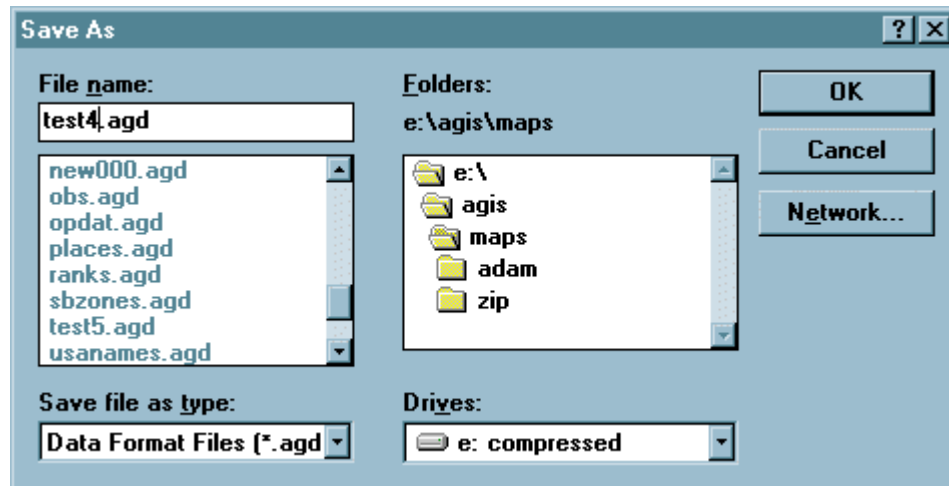 Save As
File name:
test4.agd
new000.agd
obs.agd
opdat.agd
places.agd
ranks.agd
sbzones.agd
test5.agd
usanames.agd
Save file as type:
Data Format Files (*.agd
Folders:
e:\agis\maps
e:\
agis
maps
adam
zip
Drives:
e: compressed
OK
Cancel
Network...